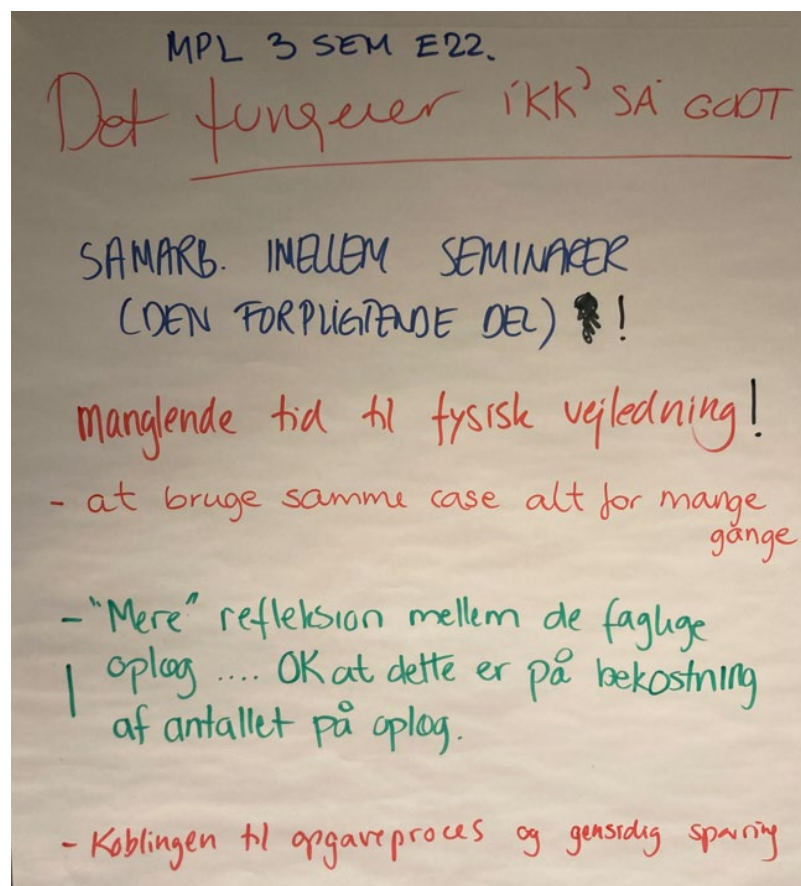 MPL 3 SEM E22.
Det fungerer IKK' SÅ GODT
SAMARB. IMELLEM SEMINARER
(DEN FORPLIGTENDE DEL) !
manglende tid til fysisk vejledning!
- at bruge samme case alt for mange
gange
- "Mere" refleksion mellem de faglige
oplæg .... OK at dette er på bekostning
af antallet på oplæg.
- Koblingen til opgaveproces og gensidig sparring